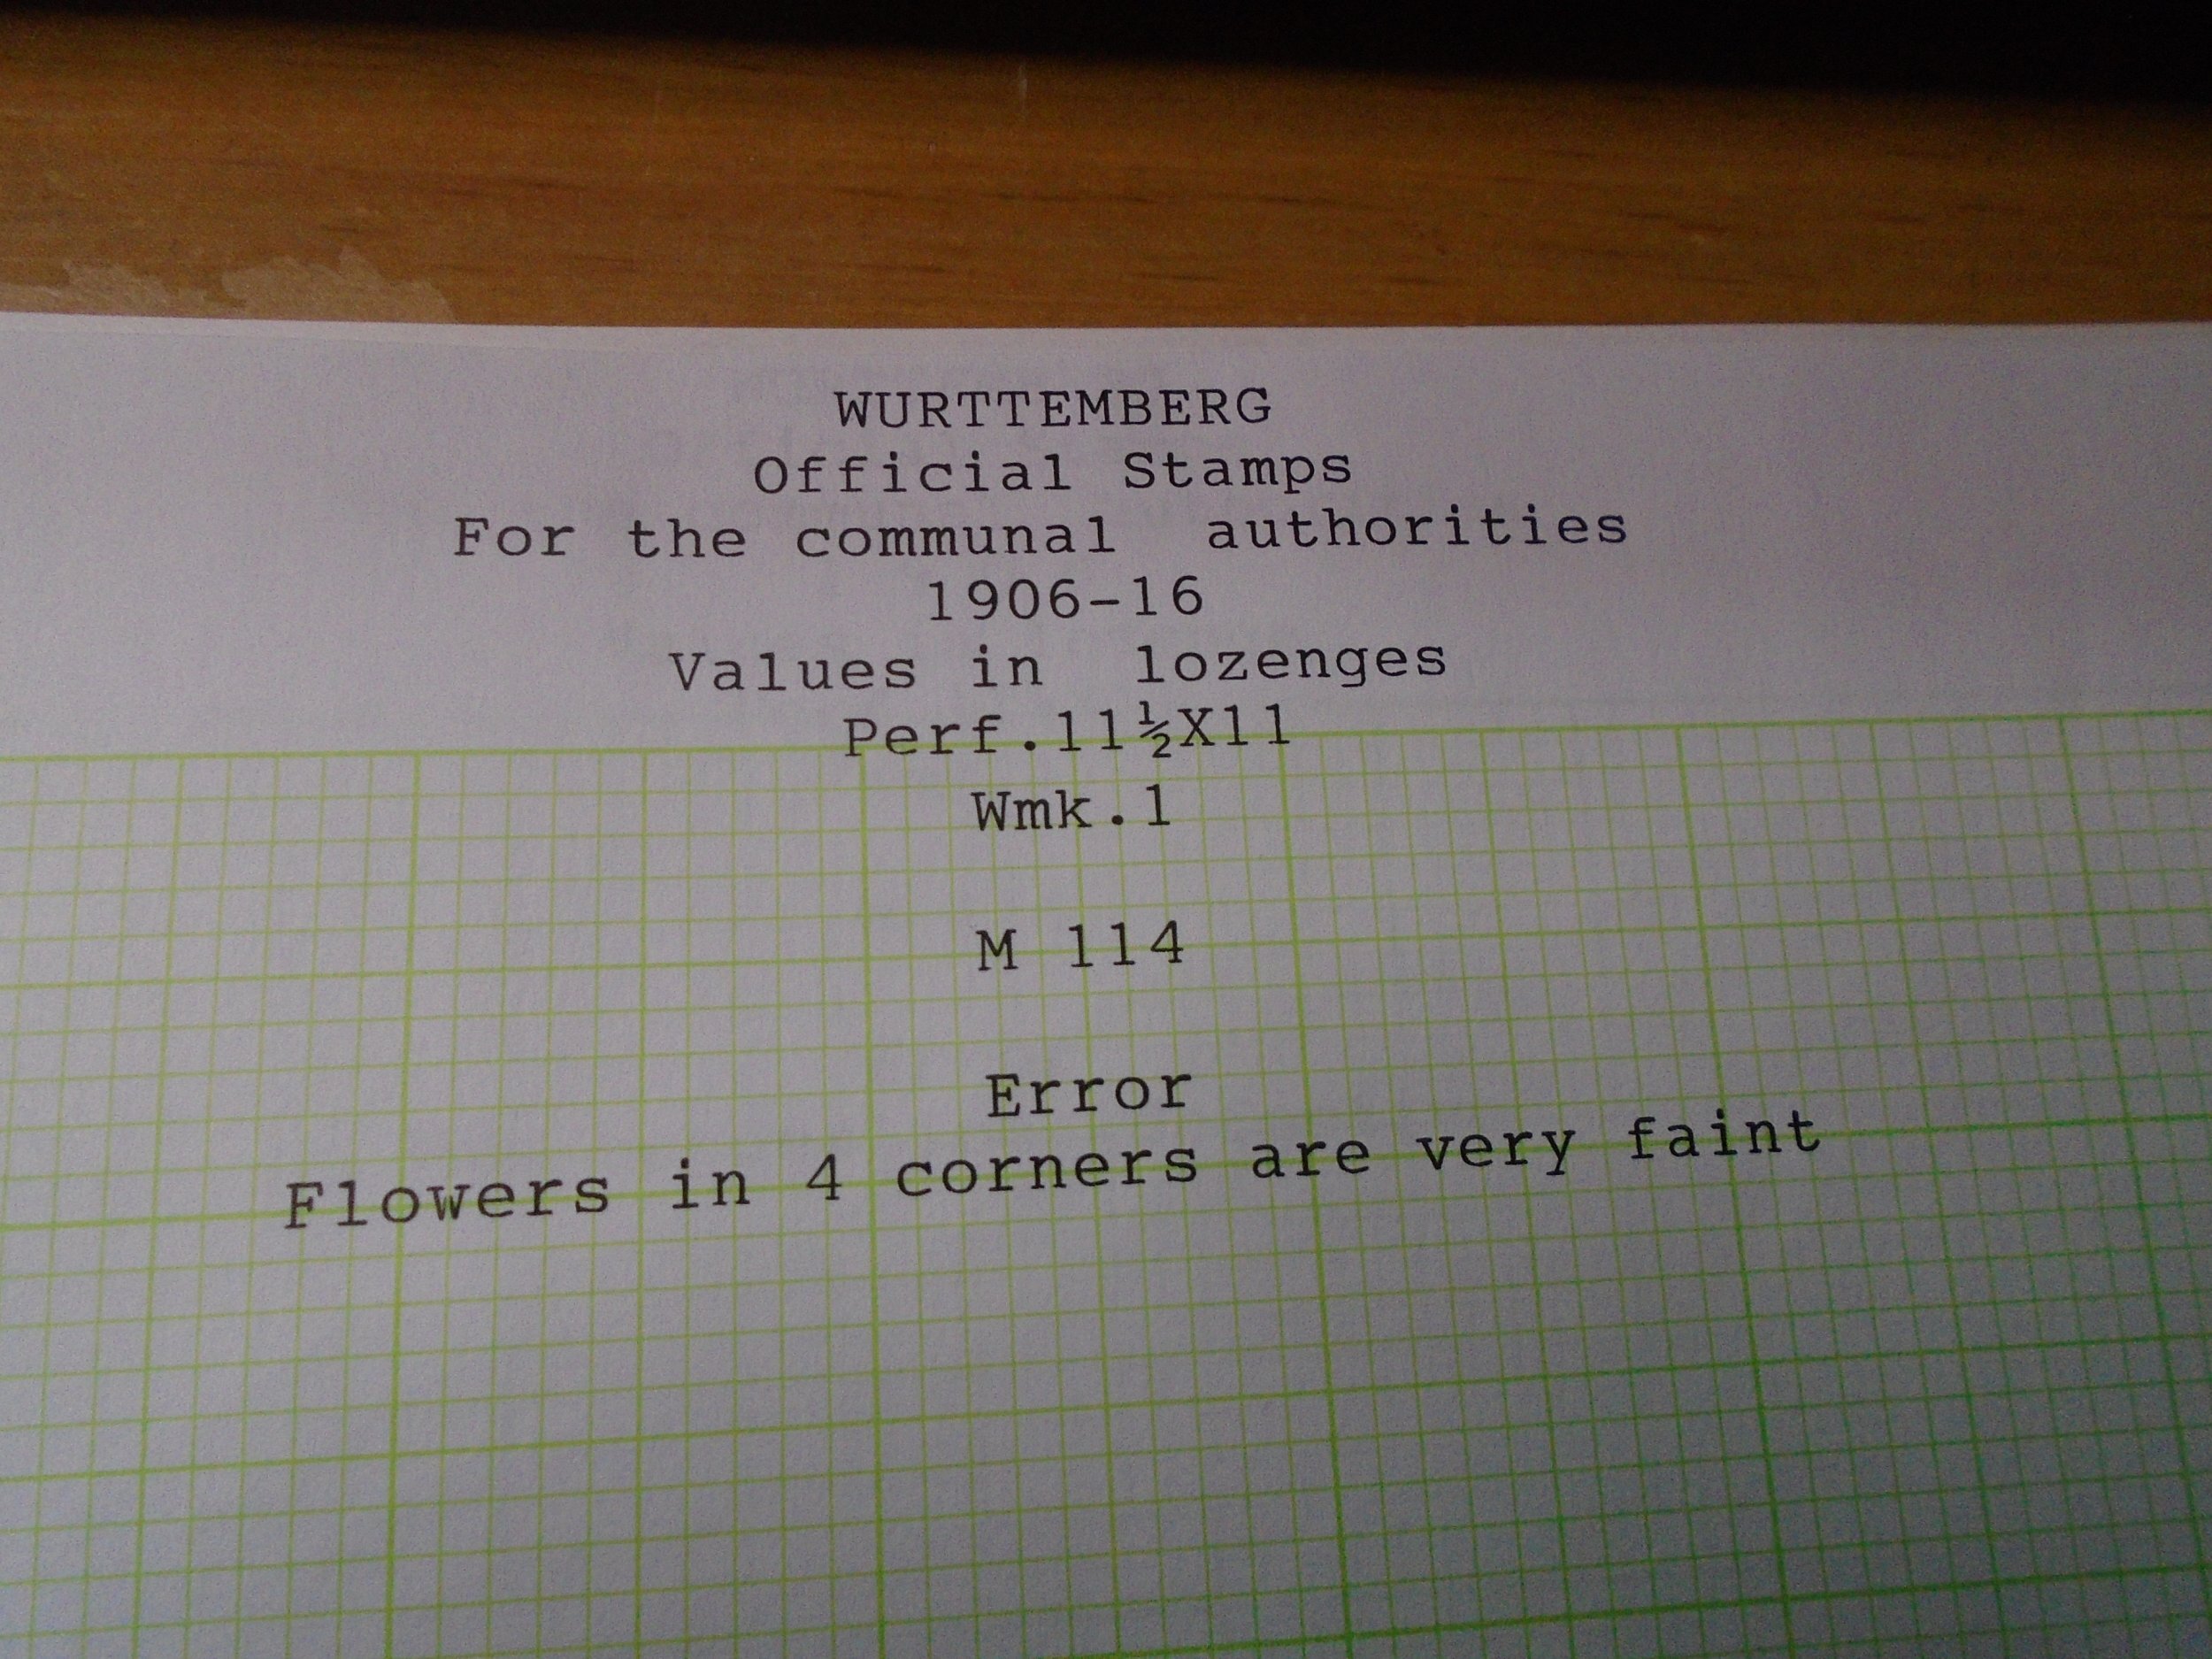 WURTTEMBERG
Official Stamps
For the communal authorities
1906-16
Values in lozenges
Perf.11½X11
Wmk.1
M 114
Error
Flowers in 4 corners are very faint